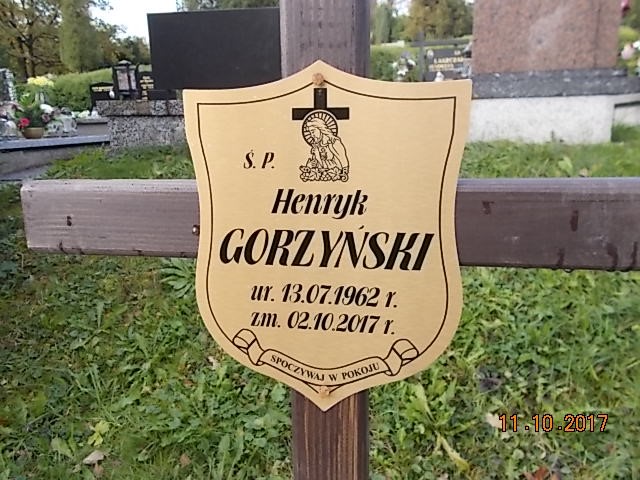 Ś. P.
Henryk
GORZYŃSKI
ur. 13.07.1962 r.
zm. 02.10.2017 r.
SPOCZYWAJ W POKOJU
11.10.2017